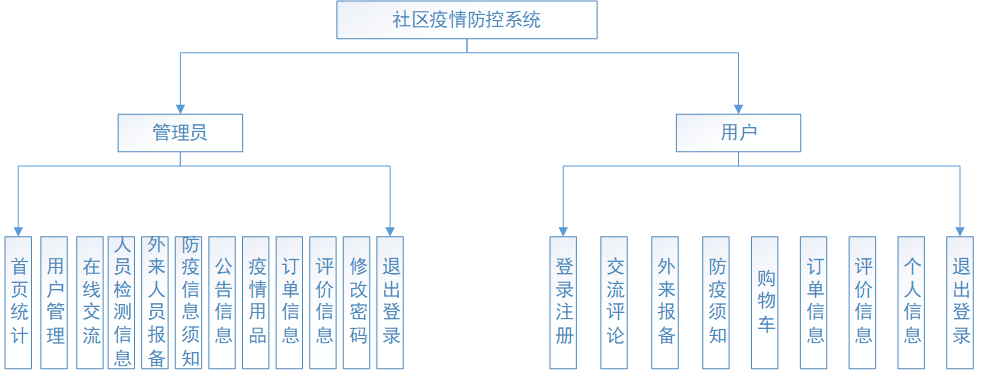 社区疫情防控系统
管理员
用户
首页统计
用户管理
在线交流
人员检测信息
外来人员报备
防疫信息须知
公告信息
疫情用品
订单信息
评价信息
修改密码
退出登录
登录注册
交流评论
外来报备
防疫须知
购物车
订单信息
评价信息
个人信息
退出登录